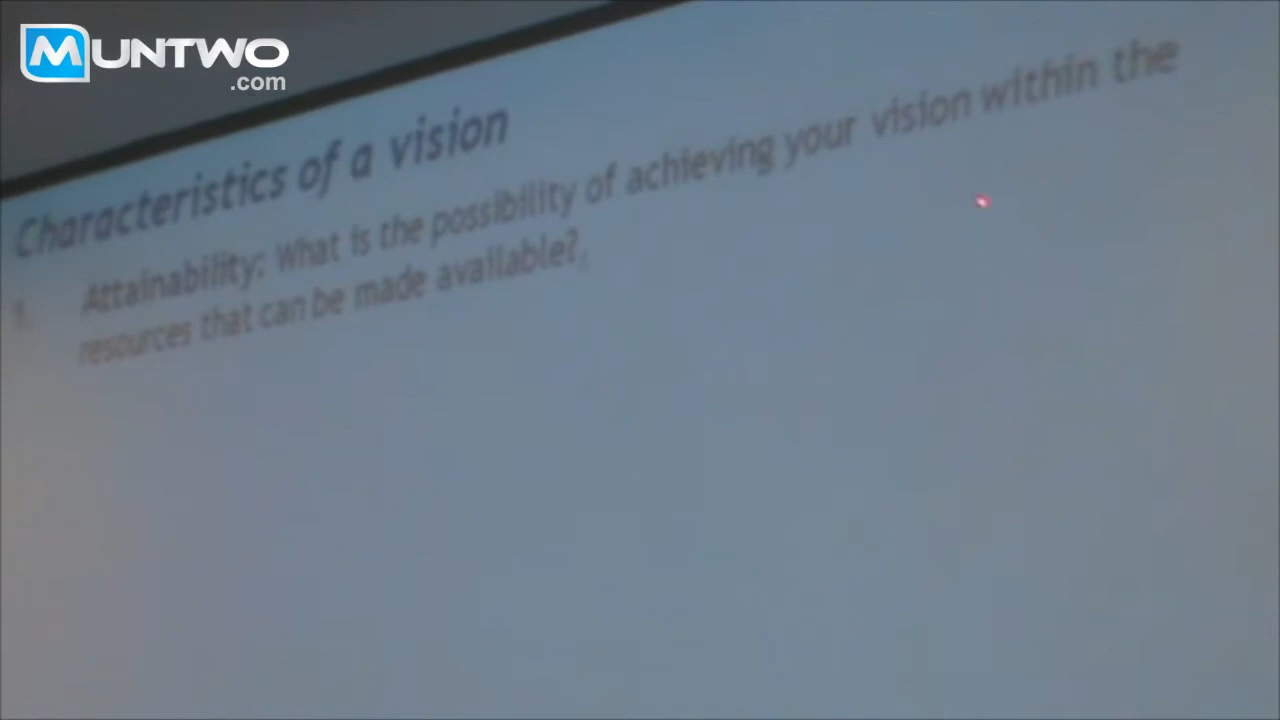 MUNTWO
.com
Characteristics of a vision
1. Attainability: What is the possibility of achieving your vision within the
resources that can be made available?.